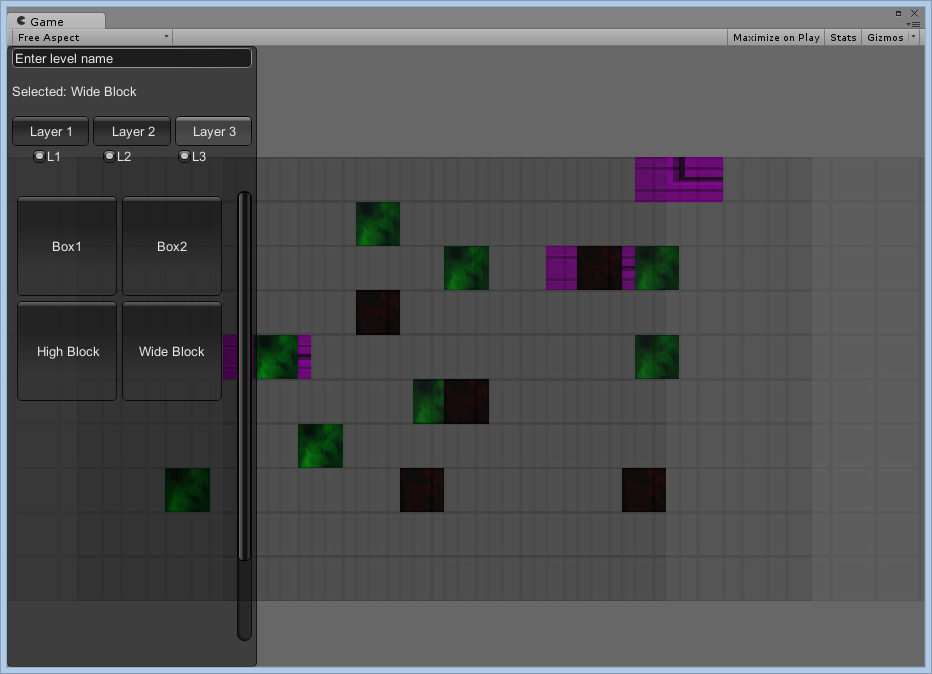 Game
Free Aspect
Maximize on Play Stats Gizmos
Enter level name
Selected: Wide Block
Layer 1 Layer 2 Layer 3
L1 L2 L3
Box1 Box2
High Block Wide Block